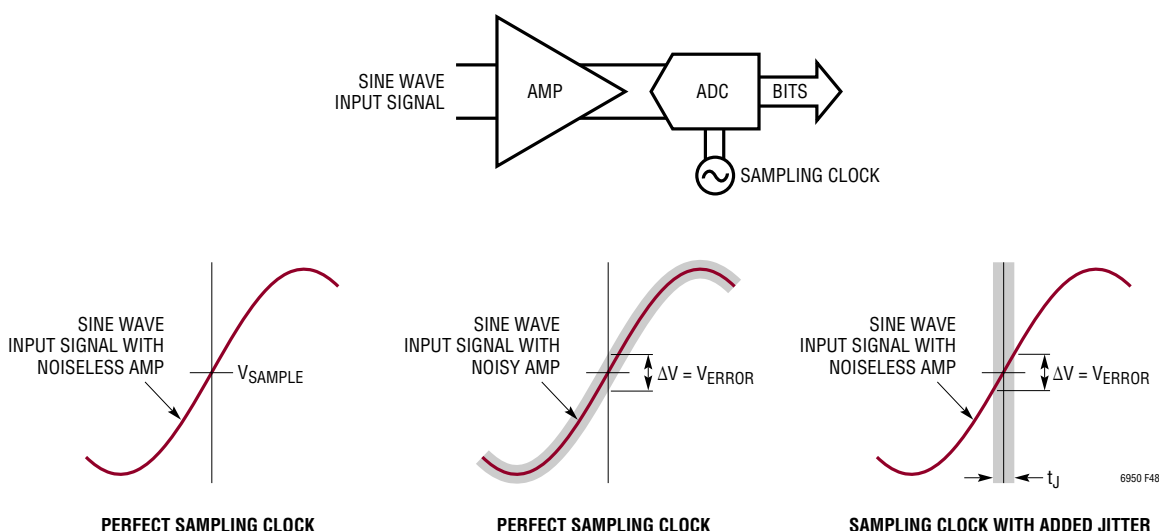 SINE WAVE
INPUT SIGNAL
AMP
ADC
BITS
SAMPLING CLOCK
SINE WAVE
INPUT SIGNAL WITH
NOISELESS AMP
VSAMPLE
PERFECT SAMPLING CLOCK
SINE WAVE
INPUT SIGNAL WITH
NOISY AMP
ΔV = VERROR
PERFECT SAMPLING CLOCK
SINE WAVE
INPUT SIGNAL WITH
NOISELESS AMP
ΔV = VERROR
tJ
6950 F48
SAMPLING CLOCK WITH ADDED JITTER